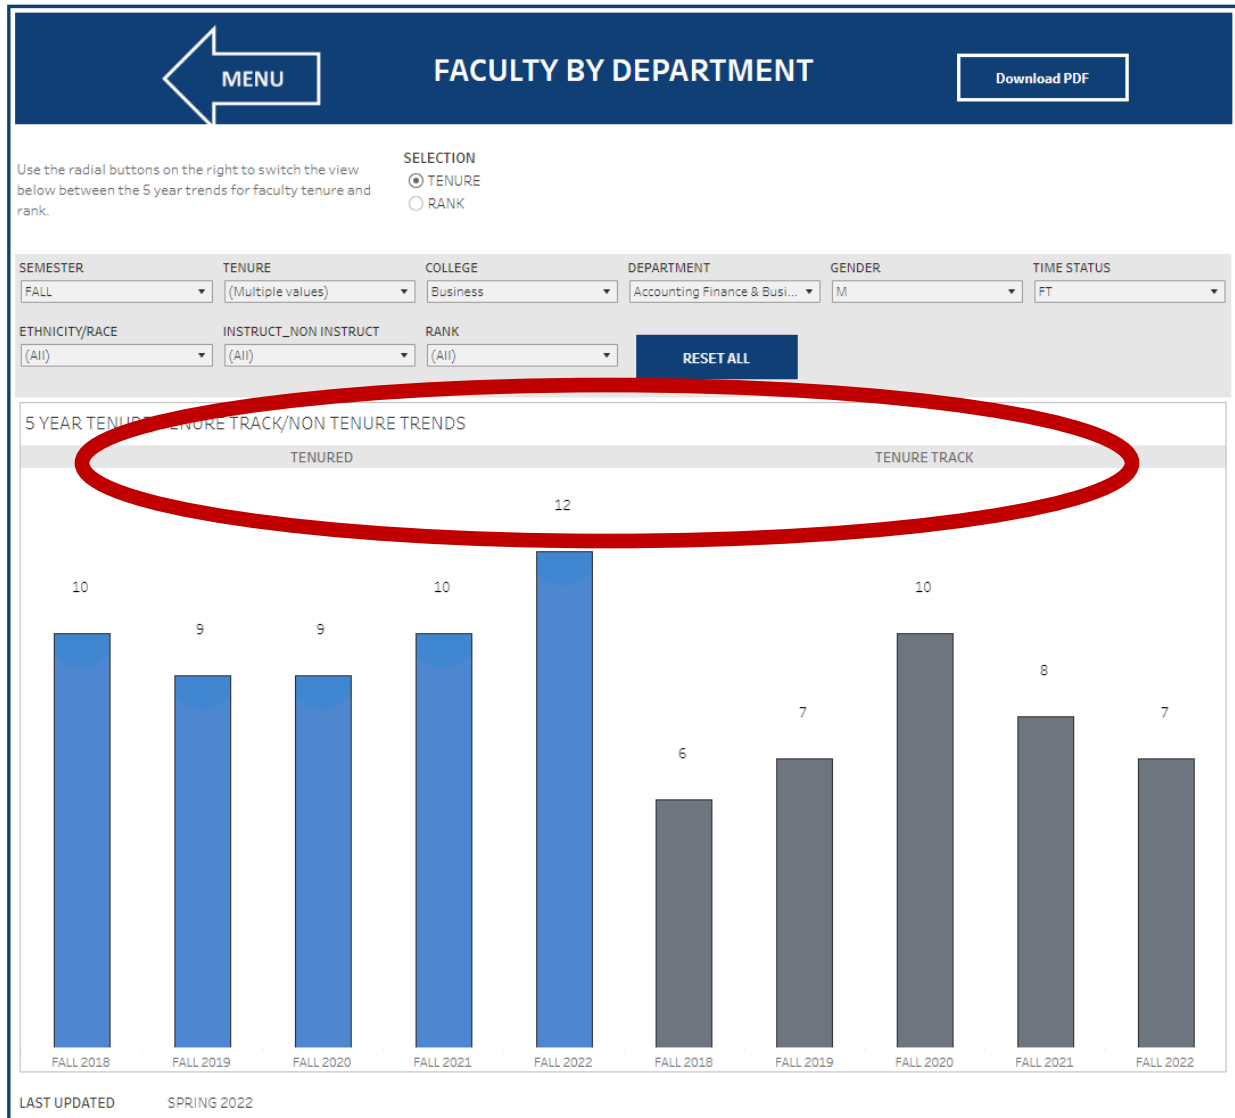 MENU
FACULTY BY DEPARTMENT
Download PDF
Use the radial buttons on the right to switch the view
below between the 5 year trends for faculty tenure and
rank.
SELECTION
TENURE
RANK
SEMESTER TENURE COLLEGE DEPARTMENT GENDER TIME STATUS
FALL (Multiple values) Business Accounting Finance & Busi... M FT
ETHNICITY/RACE INSTRUCT_NON INSTRUCT RANK
(All) (All) (All) RESET ALL
5 YEAR TENURE/TENURE TRACK/NON TENURE TRENDS
TENURED TENURE TRACK
12
10 10 10
9 9
8
7 7
6
FALL 2018 FALL 2019 FALL 2020 FALL 2021 FALL 2022 FALL 2018 FALL 2019 FALL 2020 FALL 2021 FALL 2022
LAST UPDATED SPRING 2022